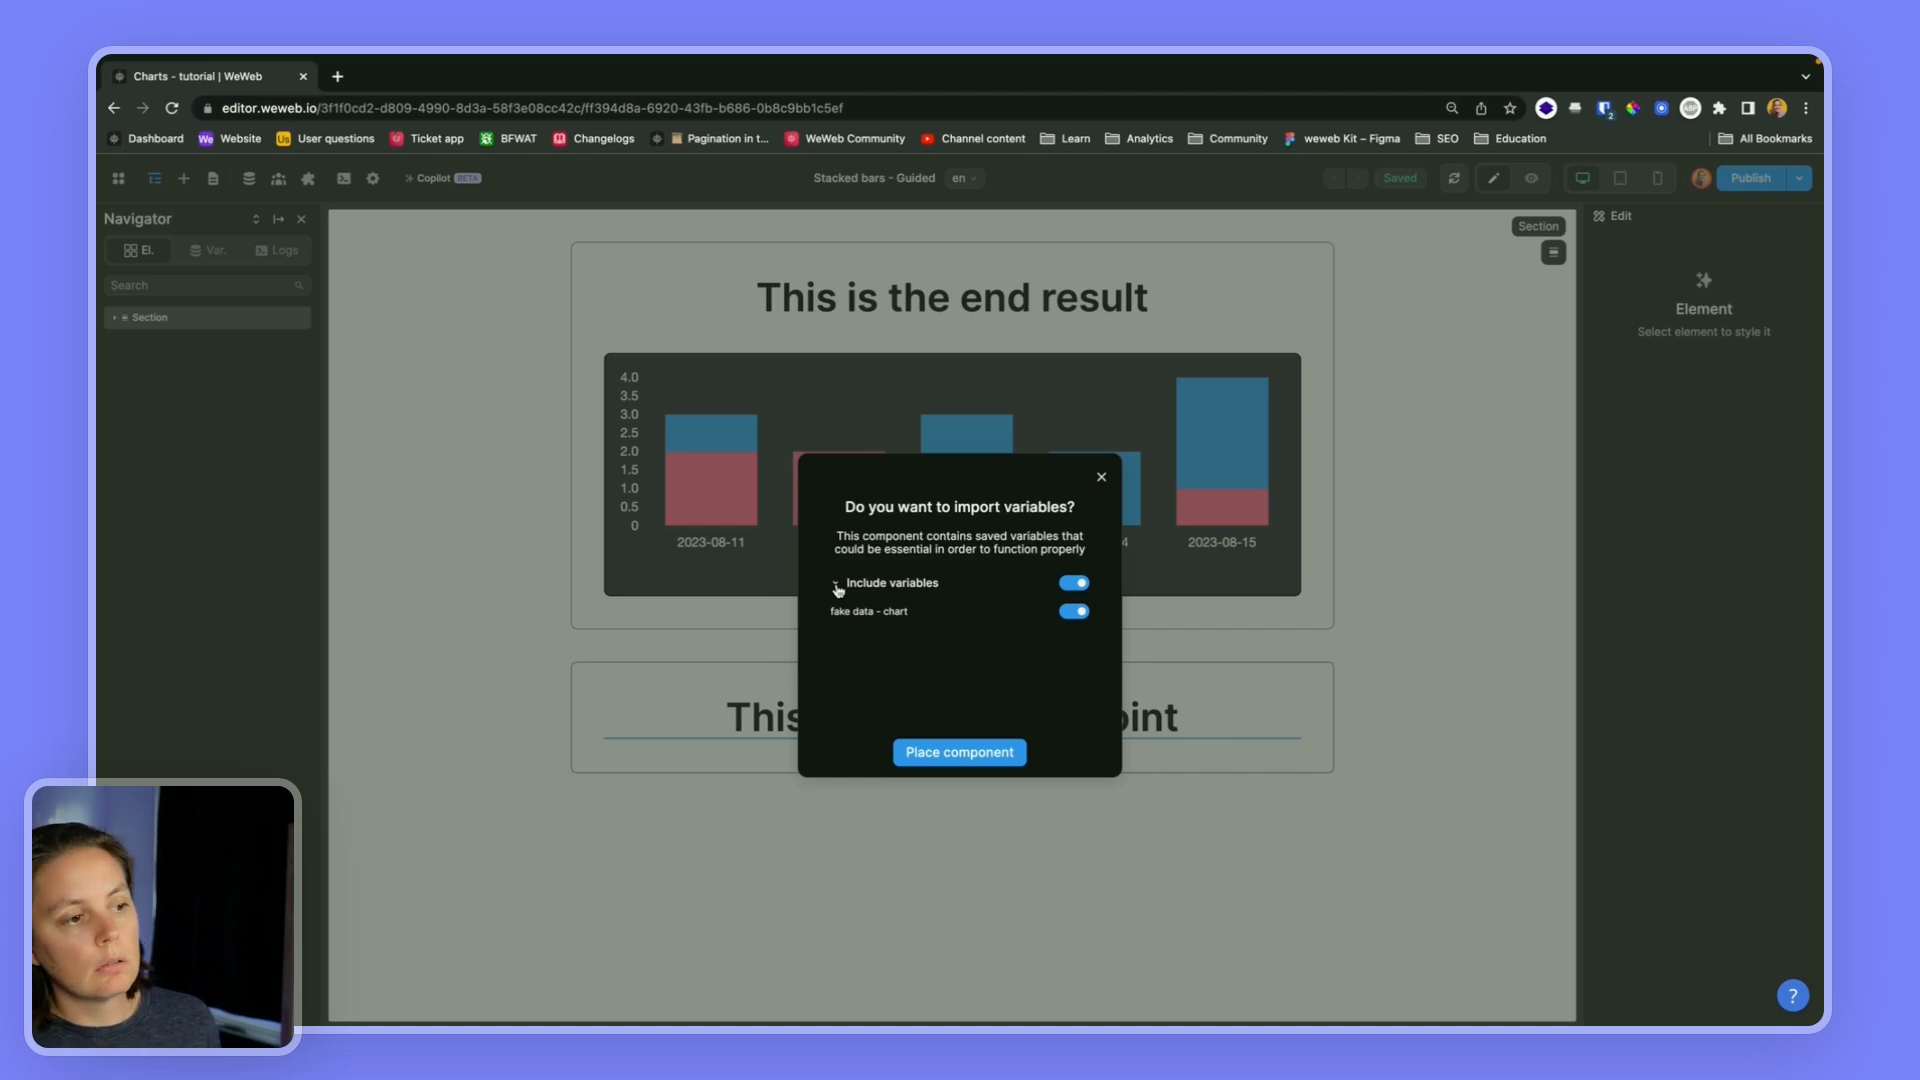 Charts - tutorial | WeWeb
editor.weweb.io/3f1f0cd2-d809-4990-8d3a-58f3e08cc42c/ff394d8a-6920-43fb-b686-0b8c9bb1c5ef
Dashboard We Website Us User questions Ticket app BFWAT Changelogs Pagination in t... WeWeb Community Channel content Learn Analytics Community weweb Kit – Figma SEO Education All Bookmarks
Copilot BETA Stacked bars - Guided en Saved Publish
Navigator
El. Var. Logs
Search
Section
Section
Edit
Element
Select element to style it
This is the end result
4.0
3.5
3.0
2.5
2.0
1.5
1.0
0.5
0
2023-08-11 4 2023-08-15
Do you want to import variables?
This component contains saved variables that
could be essential in order to function properly
Include variables
fake data - chart
Place component
This oint
?